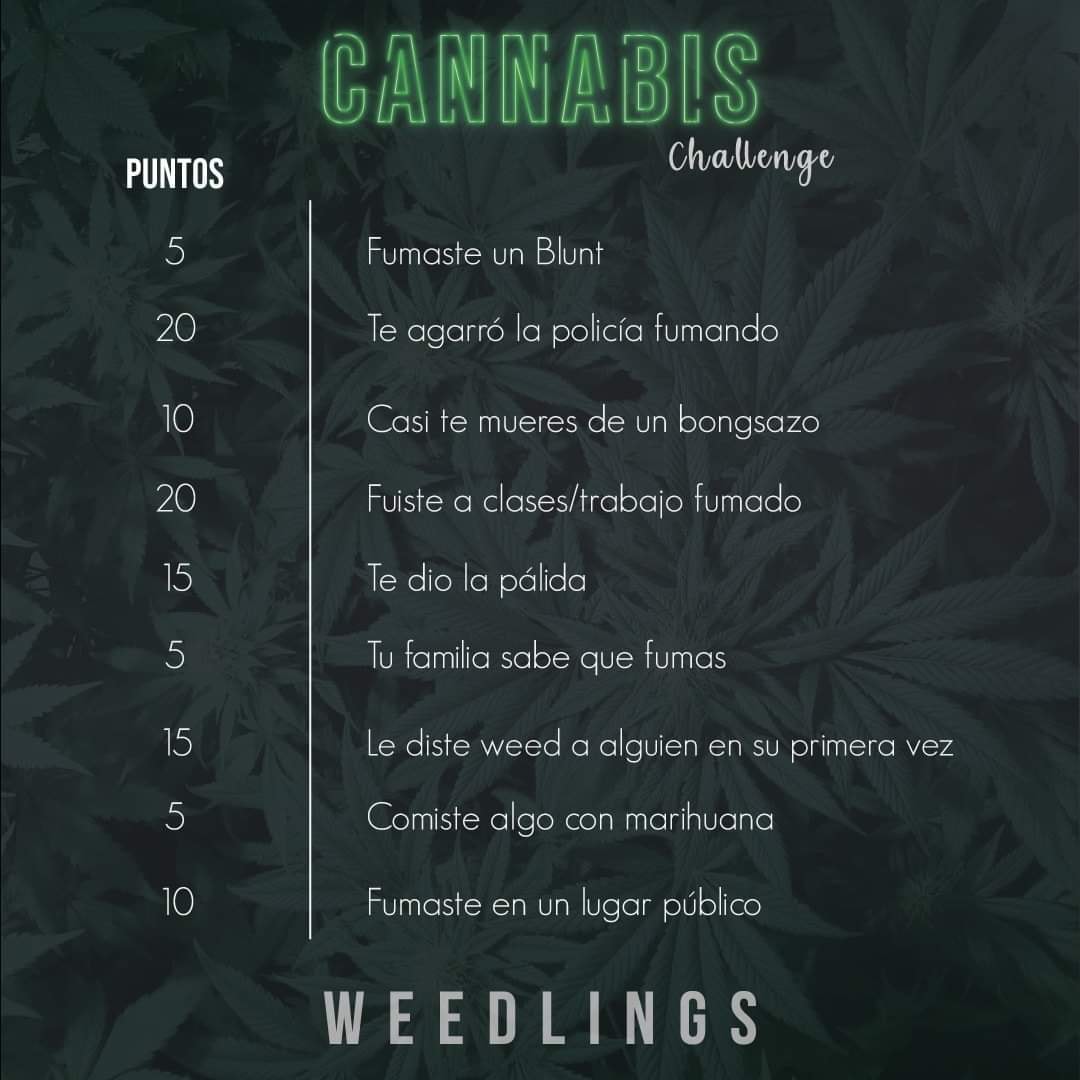 CANNABIS
Challenge
PUNTOS
5 Fumaste un Blunt
20 Te agarró la policía fumando
10 Casi te mueres de un bongsazo
20 Fuiste a clases/trabajo fumado
15 Te dio la pálida
5 Tu familia sabe que fumas
15 Le diste weed a alguien en su primera vez
5 Comiste algo con marihuana
10 Fumaste en un lugar público
WEEDLINGS